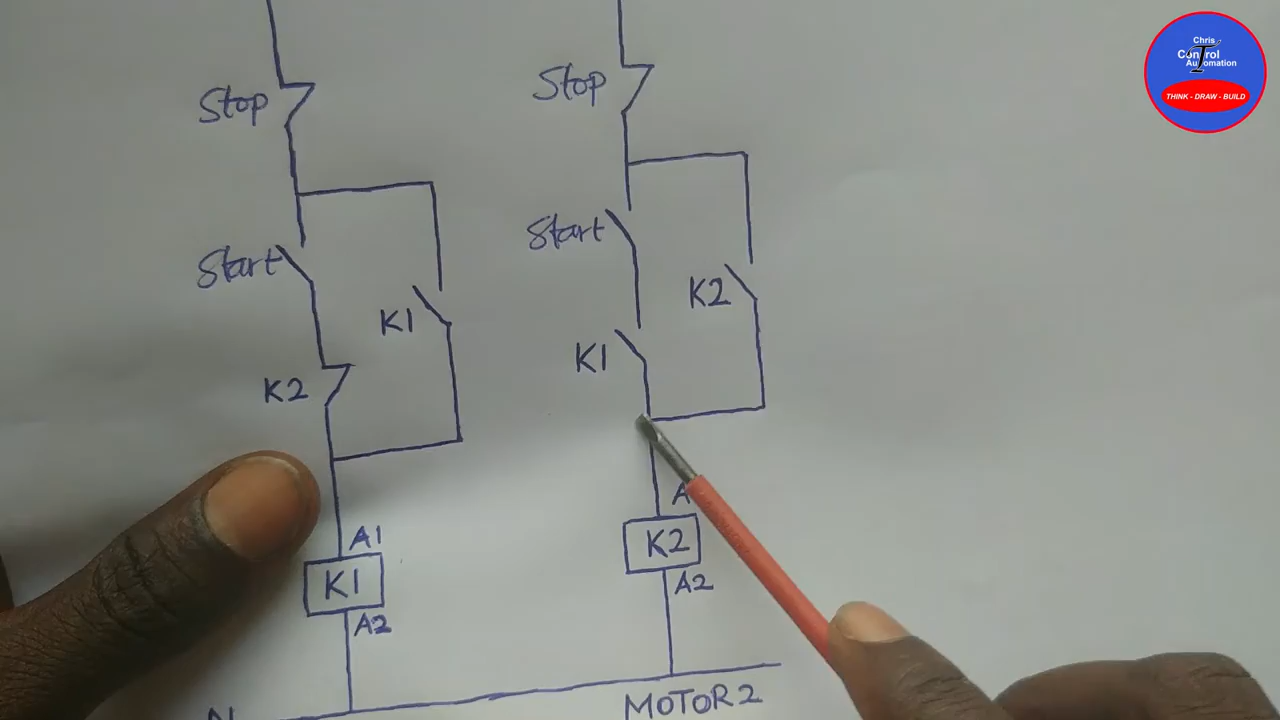 Stop
Start
K1
K2
A1
K1
A2
N
Stop
Start
K2
K1
A
K2
A2
MOTOR 2
Chris
Control
Automation
THINK - DRAW - BUILD